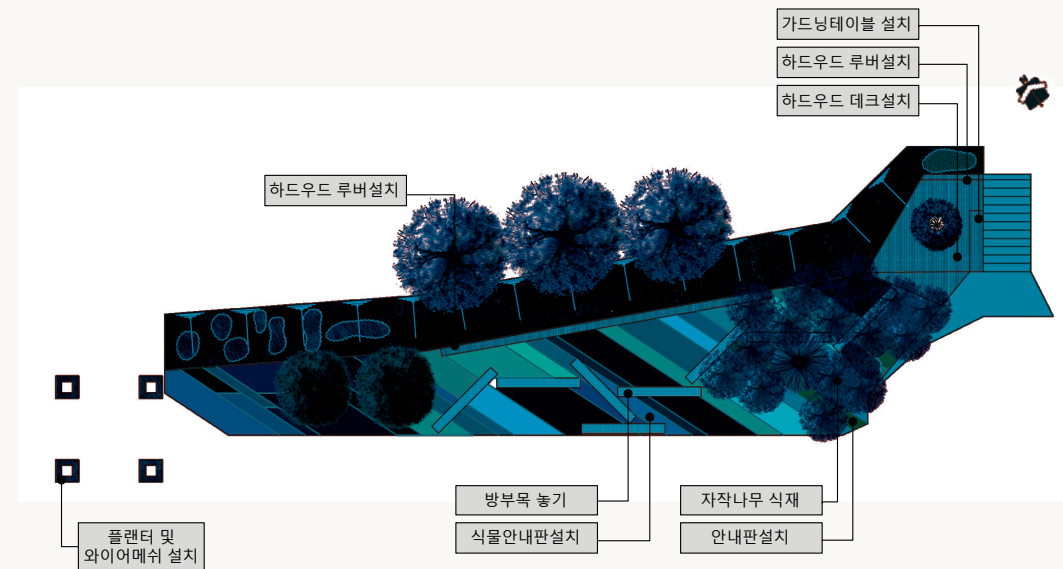 가드닝테이블 설치
하드우드 루버설치
하드우드 데크설치
하드우드 루버설치
방부목 놓기
자작나무 식재
식물안내판설치
안내판설치
플랜터 및
와이어메쉬 설치